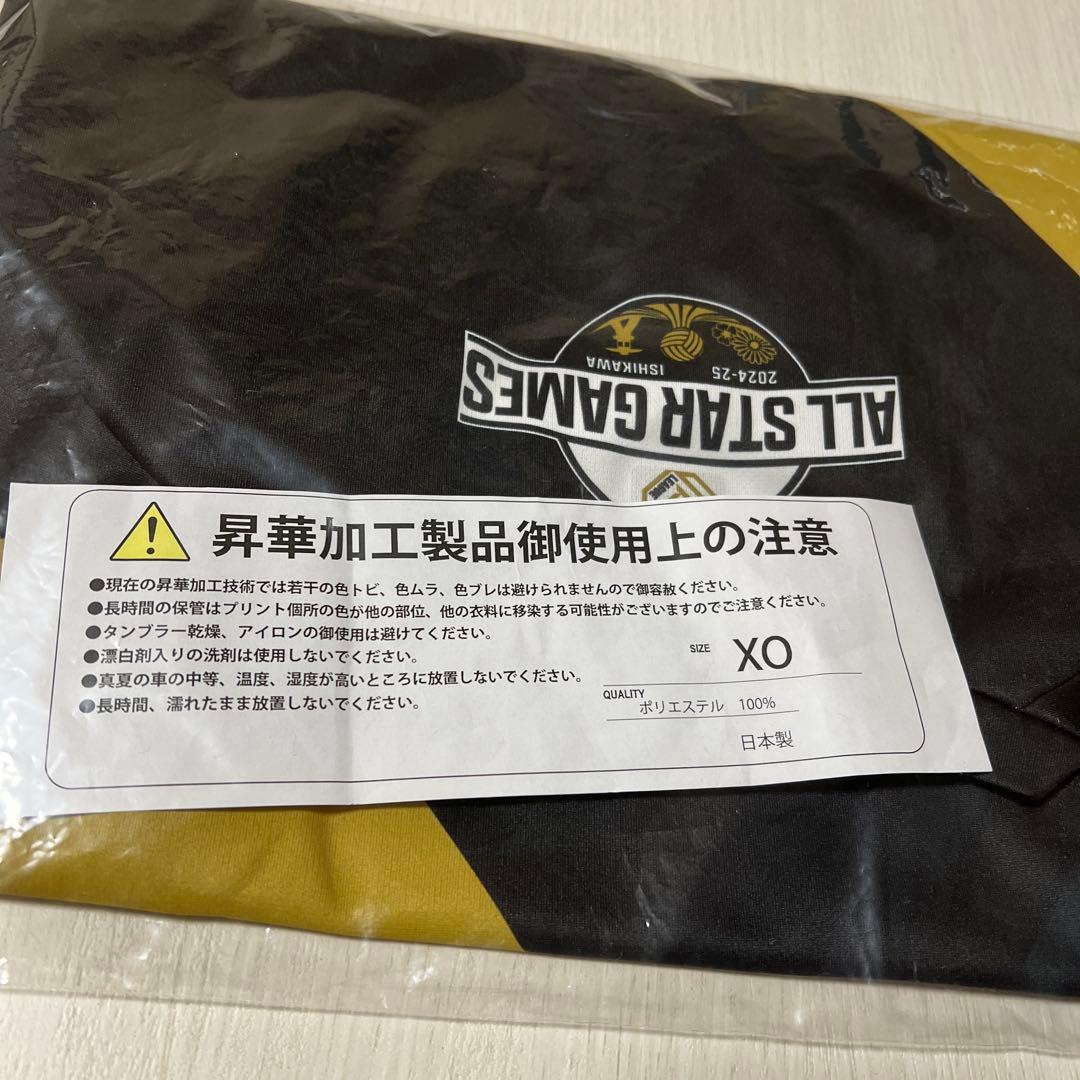 2024-25
ISHIKAWA
ALL STAR GAMES
LEAGUE
昇華加工製品御使用上の注意
●現在の昇華加工技術では若干の色トビ、色ムラ、色ブレは避けられませんので御容赦ください。
●長時間の保管はプリント個所の色が他の部位、他の衣料に移染する可能性がございますのでご注意ください。
●タンブラー乾燥、アイロンの御使用は避けてください。
●漂白剤入りの洗剤は使用しないでください。
●真夏の車の中等、温度、湿度が高いところに放置しないでください。
●長時間、濡れたまま放置しないでください。
SIZE XO
QUALITY
ポリエステル 100%
日本製